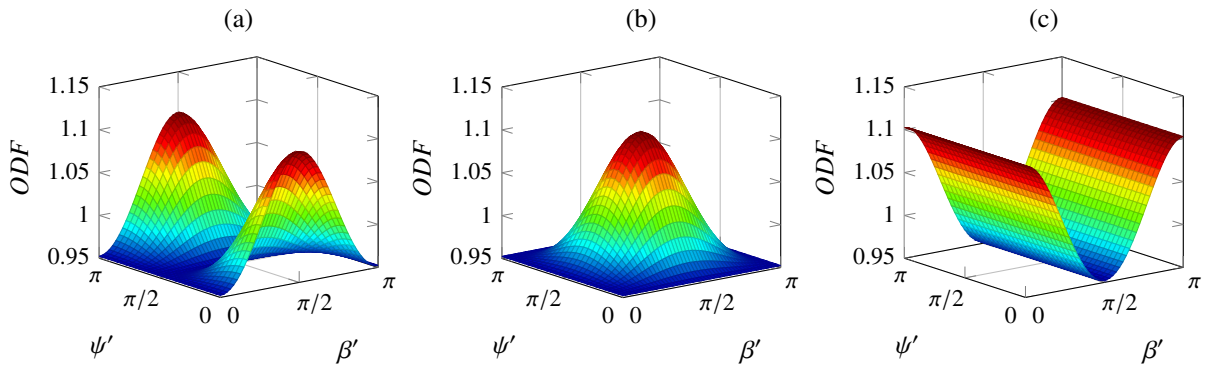 (a) (b) (c)
1.15 1.15 1.15
1.1 1.1 1.1
ODF ODF ODF
1.05 1.05 1.05
1 1 1
0.95 0.95 0.95
π π π π π π
π/2 π/2 π/2 π/2 π/2 π/2
0 0 0 0 0 0
ψ′ β′ ψ′ β′ ψ′ β′